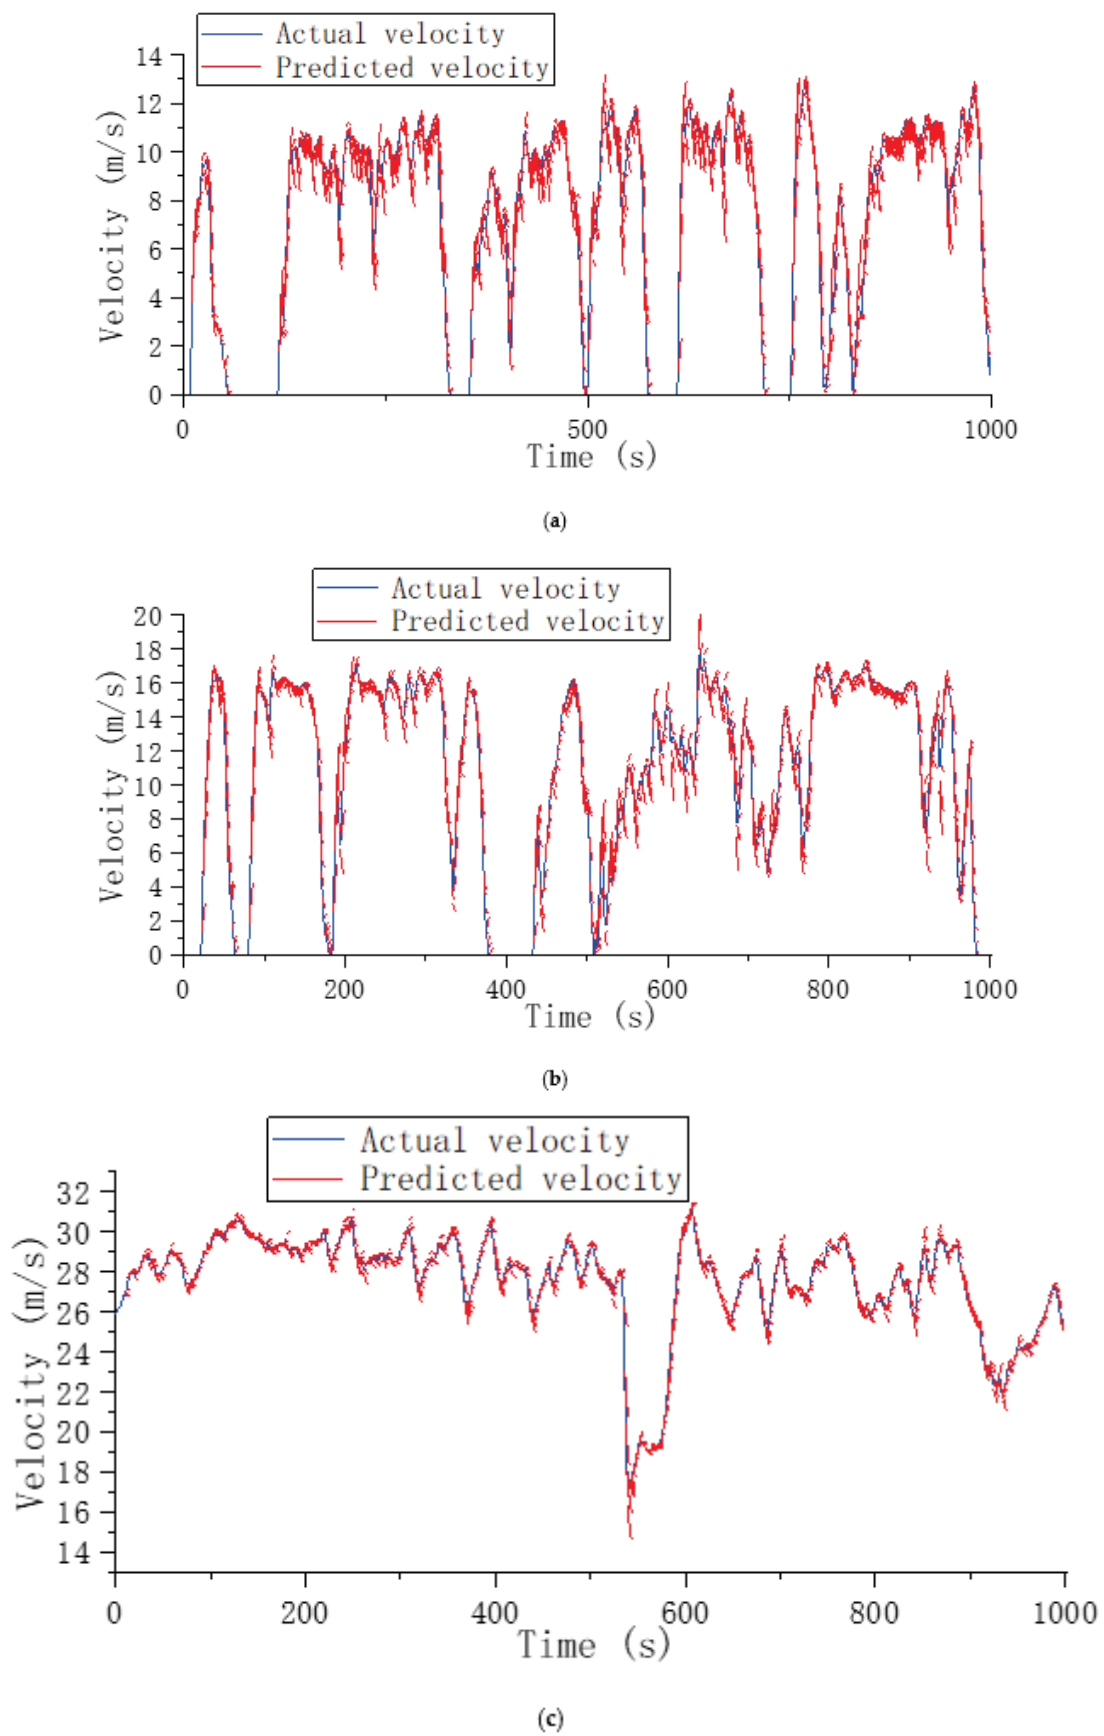 Actual velocity
Predicted velocity
14
12
10
8
6
4
2
0
Velocity (m/s)
0 500 1000
Time (s)
(a)
Actual velocity
Predicted velocity
20
18
16
14
12
10
8
6
4
2
0
Velocity (m/s)
0 200 400 600 800 1000
Time (s)
(b)
Actual velocity
Predicted velocity
32
30
28
26
24
22
20
18
16
14
Velocity (m/s)
0 200 400 600 800 1000
Time (s)
(c)